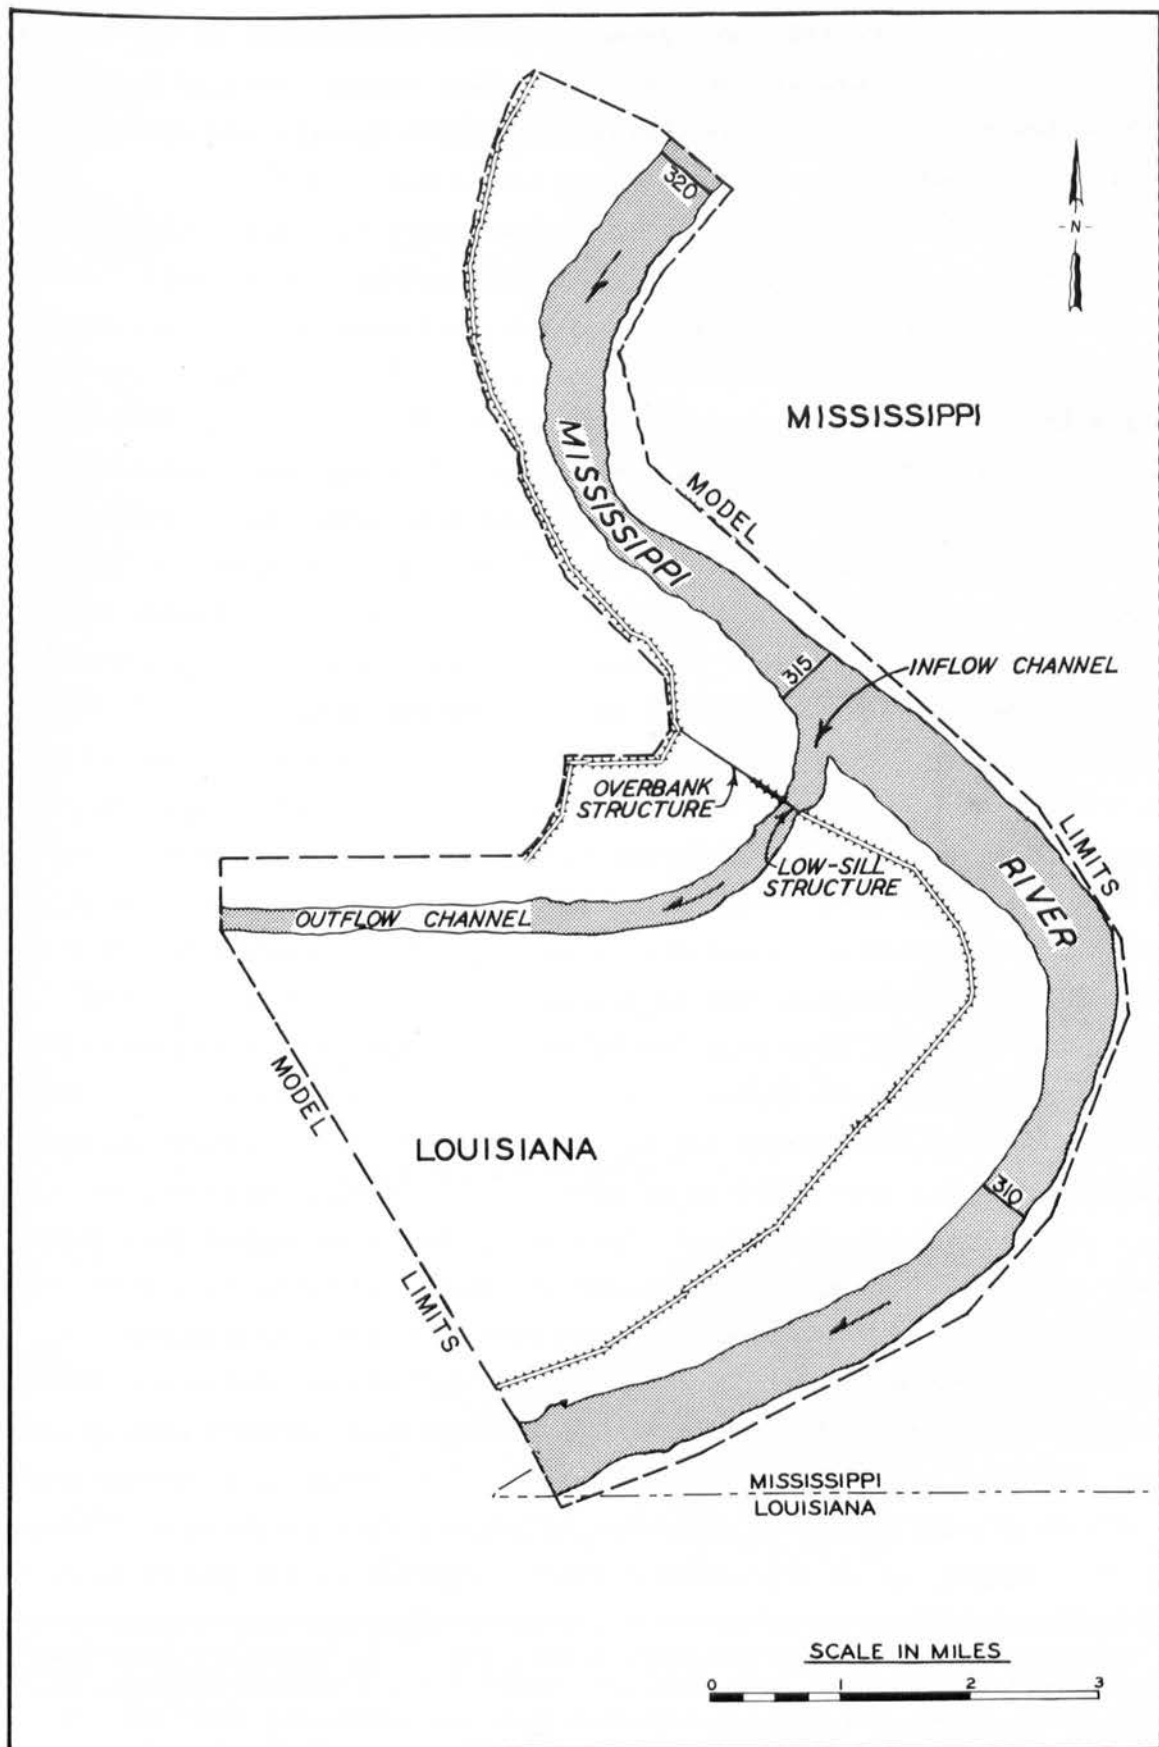 320
- N -
MISSISSIPPI
MISSISSIPPI
MODEL
315
INFLOW CHANNEL
OVERBANK
STRUCTURE
LIMITS
LOW-SILL
STRUCTURE
RIVER
OUTFLOW CHANNEL
MODEL
LOUISIANA
310
LIMITS
MISSISSIPPI
LOUISIANA
SCALE IN MILES
0 1 2 3